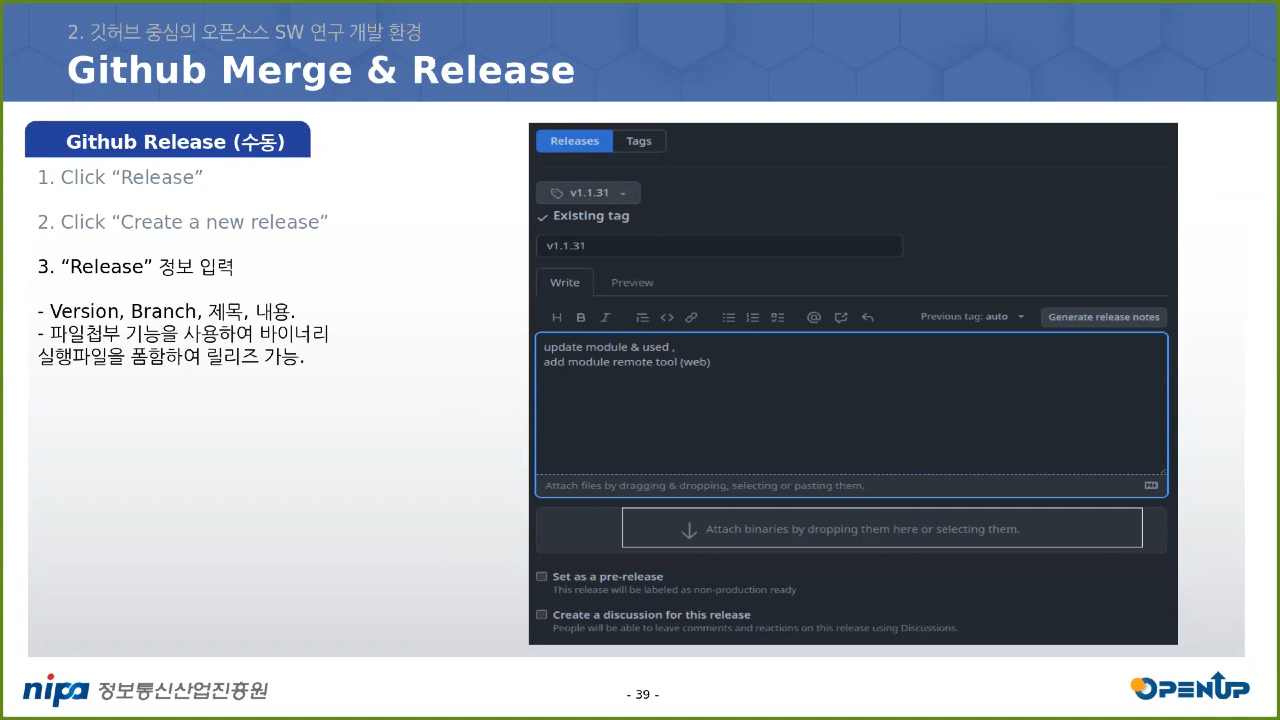 2. 깃허브 중심의 오픈소스 SW 연구 개발 환경
Github Merge & Release
Github Release (수동)
1. Click “Release”
2. Click “Create a new release”
3. “Release” 정보 입력
- Version, Branch, 제목, 내용.
- 파일첩부 기능을 사용하여 바이너리
실행파일을 폼함하여 릴리즈 가능.
Releases Tags
v1.1.31
Existing tag
v1.1.31
Write Preview
Previous tag: auto Generate release notes
update module & used ,
add module remote tool (web)
Attach files by dragging & dropping, selecting or pasting them.
Attach binaries by dropping them here or selecting them.
Set as a pre-release
This release will be labeled as non-production ready
Create a discussion for this release
People will be able to leave comments and reactions on this release using Discussions.
nipa 정보통신산업진흥원
- 39 -
OPENUP